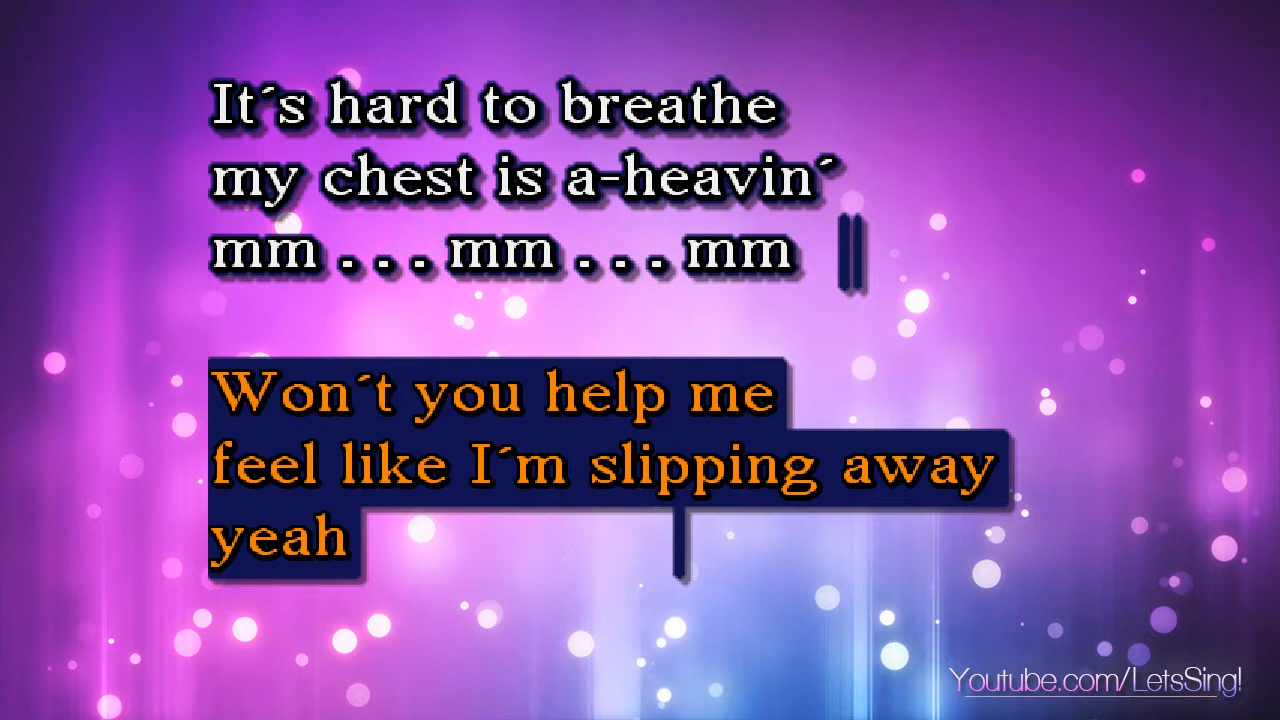 It´s hard to breathe
my chest is a-heavin´
mm . . . mm . . . mm
Won´t you help me
feel like I´m slipping away
yeah
Youtube.com/LetsSing!